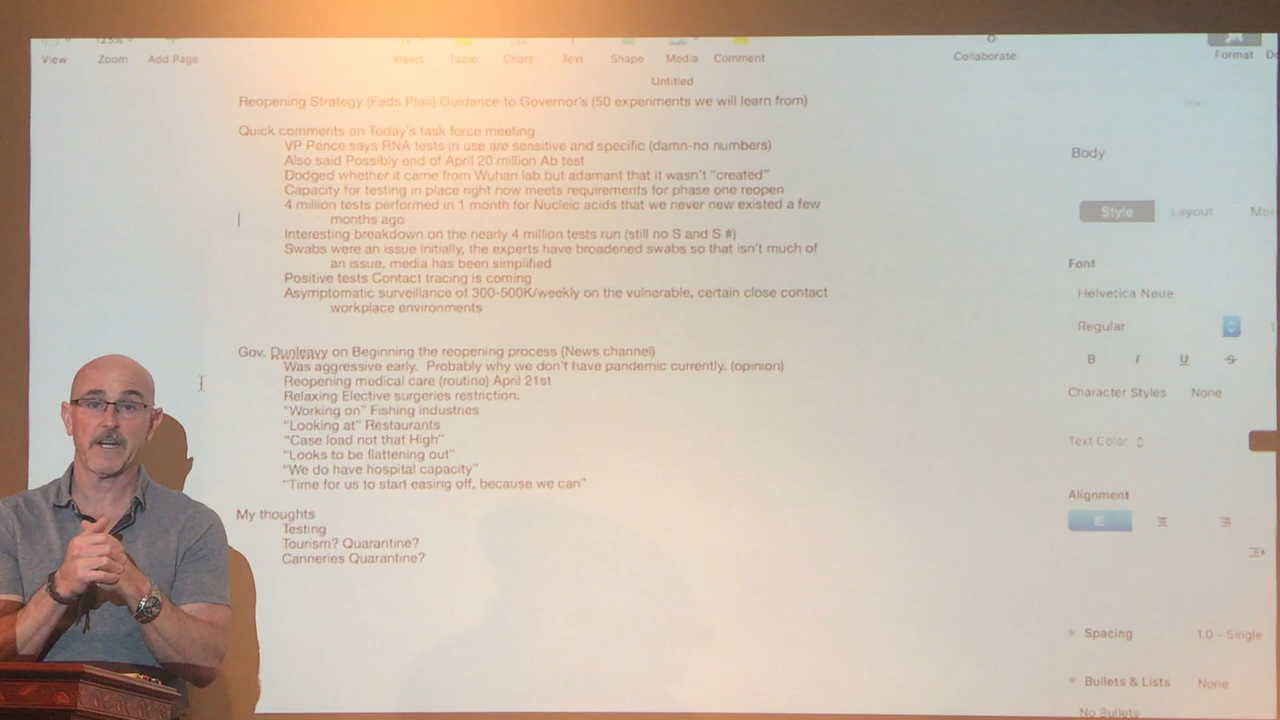 125%
View
Zoom
Add Page
Insert
Table
Chart
Text
Shape
Media
Comment
Collaborate
Format
Untitled
Reopening Strategy (Feds Plan) Guidance to Governor's (50 experiments we will learn from)
Quick comments on Today's task force meeting
VP Pence says RNA tests in use are sensitive and specific (damn-no numbers)
Also said Possibly end of April 20 million Ab test
Dodged whether it came from Wuhan lab but adamant that it wasn't "created"
Capacity for testing in place right now meets requirements for phase one reopen
4 million tests performed in 1 month for Nucleic acids that we never new existed a few
months ago
Interesting breakdown on the nearly 4 million tests run (still no S and S #)
Swabs were an issue initially, the experts have broadened swabs so that isn't much of
an issue, media has been simplified
Positive tests Contact tracing is coming
Asymptomatic surveillance of 300-500K/weekly on the vulnerable, certain close contact
workplace environments
Gov. Dunleavy on Beginning the reopening process (News channel)
Was aggressive early. Probably why we don't have pandemic currently. (opinion)
Reopening medical care (routine) April 21st
Relaxing Elective surgeries restriction.
"Working on" Fishing industries
"Looking at" Restaurants
"Case load not that High"
"Looks to be flattening out"
"We do have hospital capacity"
"Time for us to start easing off, because we can"
My thoughts
Testing
Tourism? Quarantine?
Canneries Quarantine?
Text
Body
Style
Layout
Mor
Font
Helvetica Neue
Regular
B I U S
Character Styles None
Text Color
Alignment
Spacing 1.0 - Single
Bullets & Lists None
No Bullets